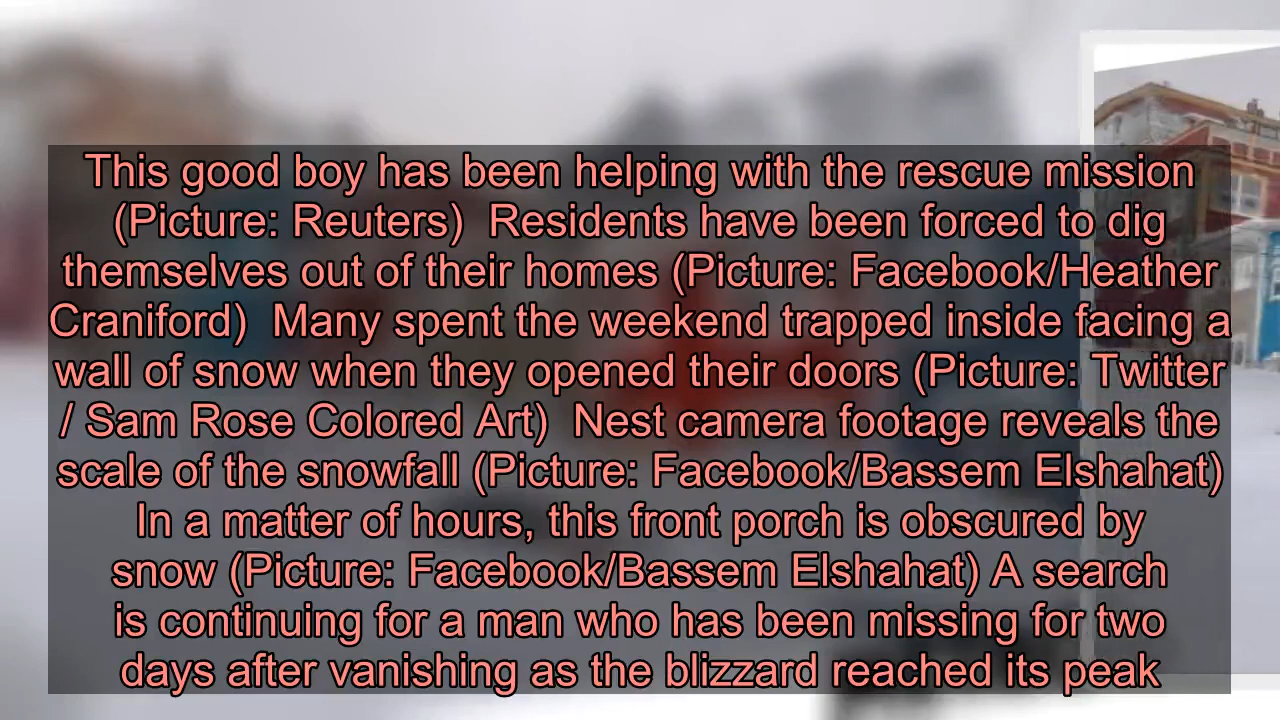 This good boy has been helping with the rescue mission
(Picture: Reuters)  Residents have been forced to dig
themselves out of their homes (Picture: Facebook/Heather
Craniford)  Many spent the weekend trapped inside facing a
wall of snow when they opened their doors (Picture: Twitter
/ Sam Rose Colored Art)  Nest camera footage reveals the
scale of the snowfall (Picture: Facebook/Bassem Elshahat)
In a matter of hours, this front porch is obscured by
snow (Picture: Facebook/Bassem Elshahat) A search
is continuing for a man who has been missing for two
days after vanishing as the blizzard reached its peak